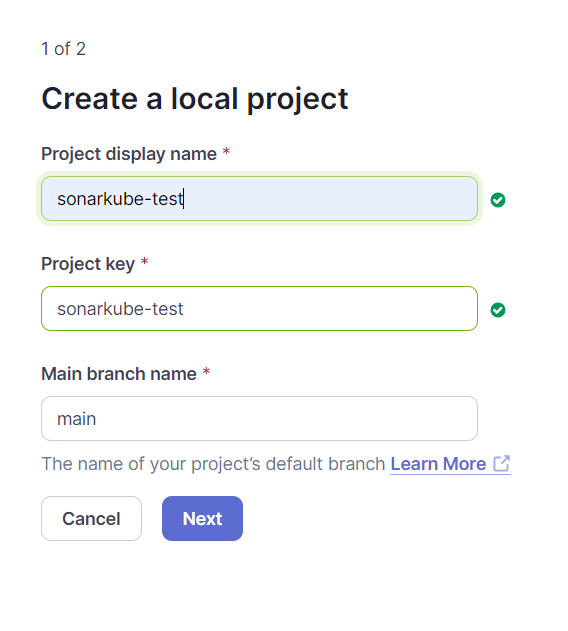 1 of 2
Create a local project
Project display name *
sonarkube-test
Project key *
sonarkube-test
Main branch name *
main
The name of your project’s default branch Learn More
Cancel Next